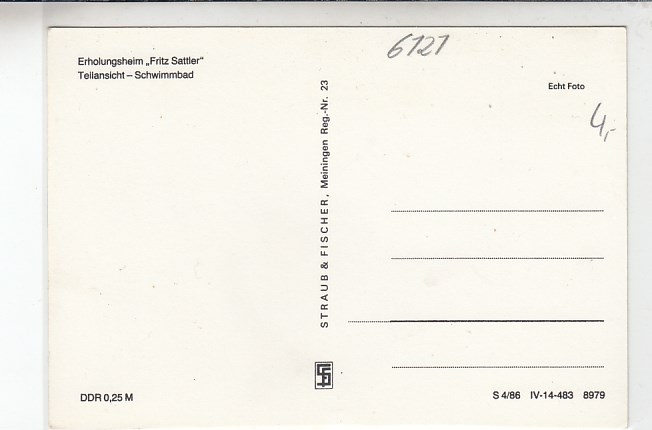 Erholungsheim „Fritz Sattler"
Teilansicht – Schwimmbad
6121
Echt Foto
4,-
STRAUB & FISCHER, Meiningen Reg.-Nr. 23
DDR 0,25 M
S 4/86 IV-14-483 8979